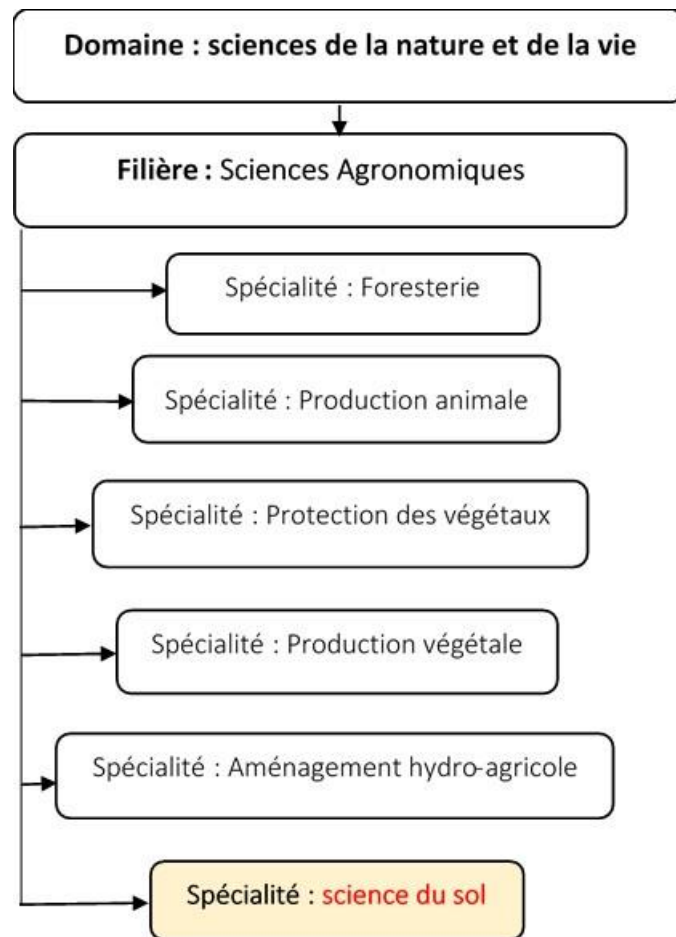 Domaine : sciences de la nature et de la vie
Filière : Sciences Agronomiques
Spécialité : Foresterie
Spécialité : Production animale
Spécialité : Protection des végétaux
Spécialité : Production végétale
Spécialité : Aménagement hydro-agricole
Spécialité : science du sol